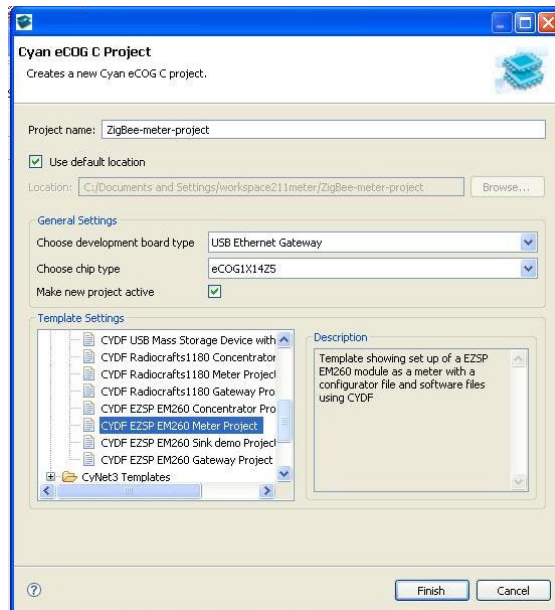 Cyan eCOG C Project
Creates a new Cyan eCOG C project.
Project name: ZigBee-meter-project
Use default location
Location: C:/Documents and Settings/workspace211meter/ZigBee-meter-project Browse...
General Settings
Choose development board type USB Ethernet Gateway
Choose chip type eCOG1X14Z5
Make new project active
Template Settings
CYDF USB Mass Storage Device with
CYDF Radiocrafts1180 Concentrator
CYDF Radiocrafts1180 Meter Projec
CYDF Radiocrafts1180 Gateway Pro
CYDF EZSP EM260 Concentrator Pro
CYDF EZSP EM260 Meter Project
CYDF EZSP EM260 Sink demo Projec
CYDF EZSP EM260 Gateway Project
CyNet3 Templates
Description
Template showing set up of a EZSP
EM260 module as a meter with a
configurator file and software files
using CYDF
? Finish Cancel